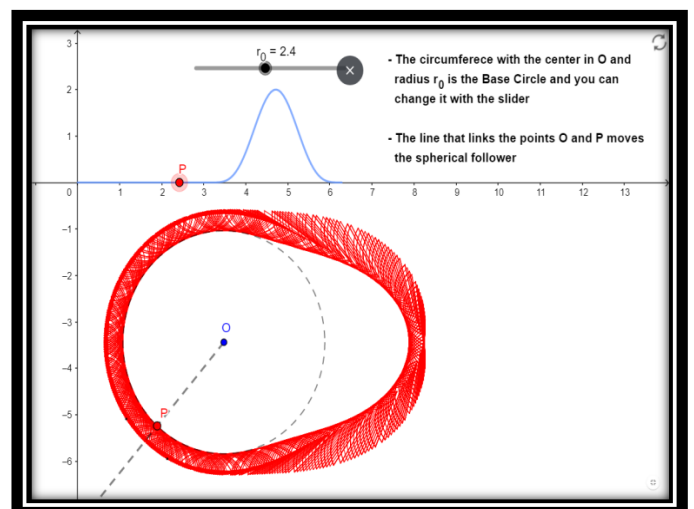 r0 = 2.4
- The circumferece with the center in O and
radius r0 is the Base Circle and you can
change it with the slider
- The line that links the points O and P moves
the spherical follower
3
2
1
P
0 1 2 3 4 5 6 7 8 9 10 11 12 13
−1
−2
−3
O
−4
P
−5
−6